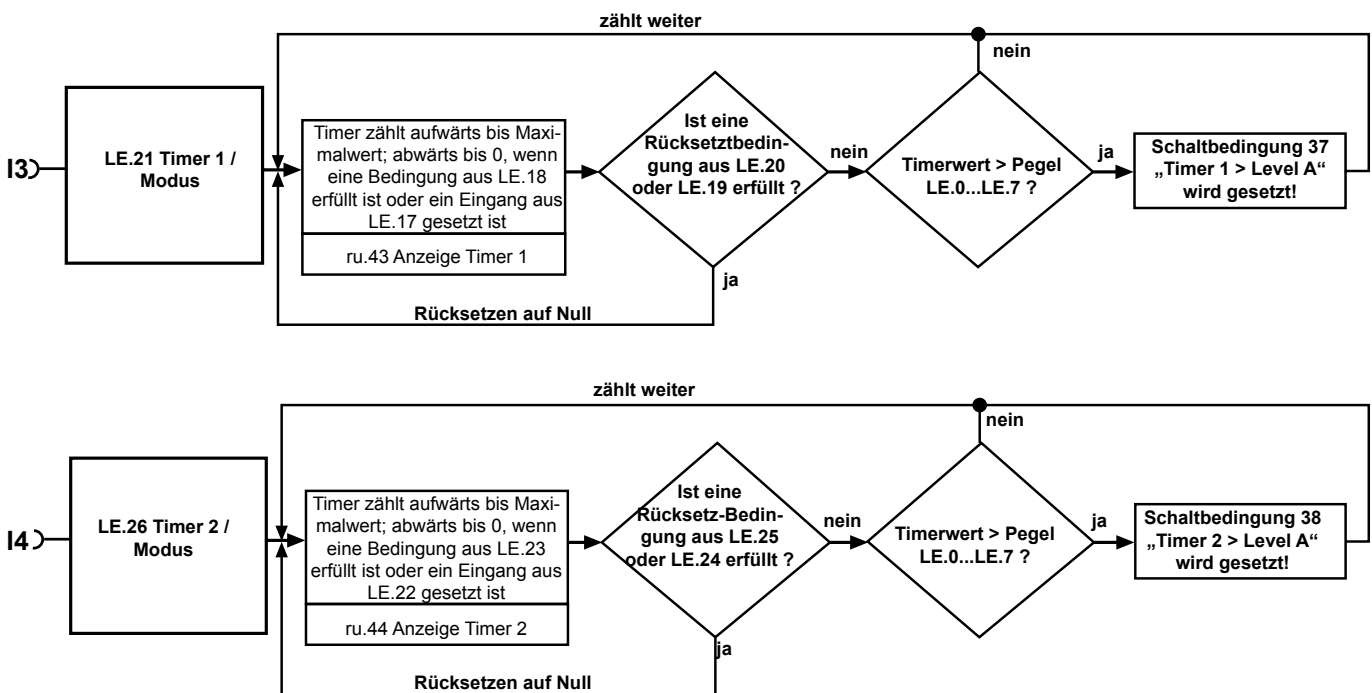 zählt weiter
nein
I3
LE.21 Timer 1 /
Modus
Timer zählt aufwärts bis Maxi-
malwert; abwärts bis 0, wenn
eine Bedingung aus LE.18
erfüllt ist oder ein Eingang aus
LE.17 gesetzt ist
ru.43 Anzeige Timer 1
Ist eine
Rücksetztbedin-
gung aus LE.20
oder LE.19 erfüllt ?
nein
ja
Timerwert > Pegel
LE.0...LE.7 ?
ja
Schaltbedingung 37
„Timer 1 > Level A“
wird gesetzt!
Rücksetzen auf Null
zählt weiter
nein
I4
LE.26 Timer 2 /
Modus
Timer zählt aufwärts bis Maxi-
malwert; abwärts bis 0, wenn
eine Bedingung aus LE.23
erfüllt ist oder ein Eingang aus
LE.22 gesetzt ist
ru.44 Anzeige Timer 2
Ist eine
Rücksetz-Bedin-
gung aus LE.25
oder LE.24 erfüllt ?
nein
ja
Timerwert > Pegel
LE.0...LE.7 ?
ja
Schaltbedingung 38
„Timer 2 > Level A“
wird gesetzt!
Rücksetzen auf Null